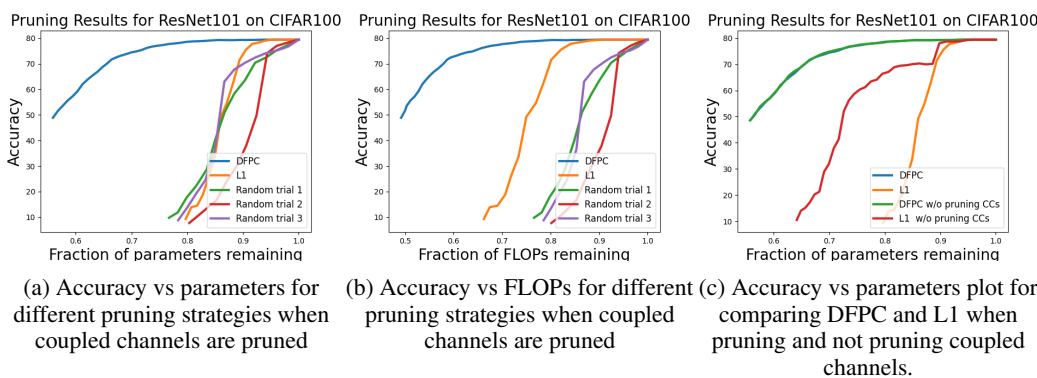 Pruning Results for ResNet101 on CIFAR100
80
70
60
50
40
30
20
10
Accuracy
DFPC
L1
Random trial 1
Random trial 2
Random trial 3
0.6 0.7 0.8 0.9 1.0
Fraction of parameters remaining
(a) Accuracy vs parameters for
different pruning strategies when
coupled channels are pruned
Pruning Results for ResNet101 on CIFAR100
80
70
60
50
40
30
20
10
Accuracy
DFPC
L1
Random trial 1
Random trial 2
Random trial 3
0.5 0.6 0.7 0.8 0.9 1.0
Fraction of FLOPs remaining
(b) Accuracy vs FLOPs for different
pruning strategies when coupled
channels are pruned
Pruning Results for ResNet101 on CIFAR100
80
70
60
50
40
30
20
10
Accuracy
DFPC
L1
DFPC w/o pruning CCs
L1 w/o pruning CCs
0.6 0.7 0.8 0.9 1.0
Fraction of parameters remaining
(c) Accuracy vs parameters plot for
comparing DFPC and L1 when
pruning and not pruning coupled
channels.